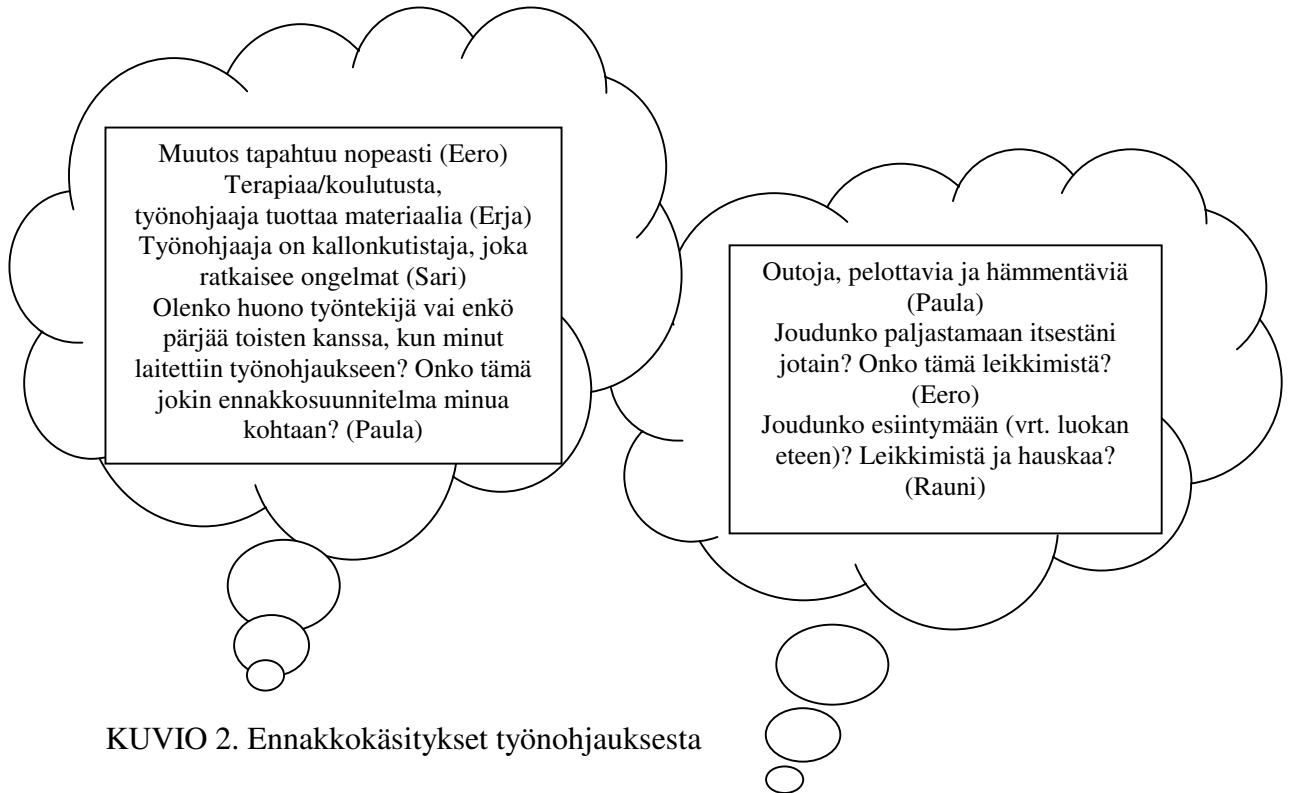 Muutos tapahtuu nopeasti (Eero)
Terapiaa/koulutusta,
työnohjaaja tuottaa materiaalia (Erja)
Työnohjaaja on kallonkutistaja, joka
ratkaisee ongelmat (Sari)
Olenko huono työntekijä vai enkö
pärjää toisten kanssa, kun minut
laitettiin työnohjaukseen? Onko tämä
jokin ennakkosuunnitelma minua
kohtaan? (Paula)
Outoja, pelottavia ja hämmentäviä
(Paula)
Joudunko paljastamaan itsestäni
jotain? Onko tämä leikkimistä?
(Eero)
Joudunko esiintymään (vrt. luokan
eteen)? Leikkimistä ja hauskaa?
(Rauni)
KUVIO 2. Ennakkokäsitykset työnohjauksesta